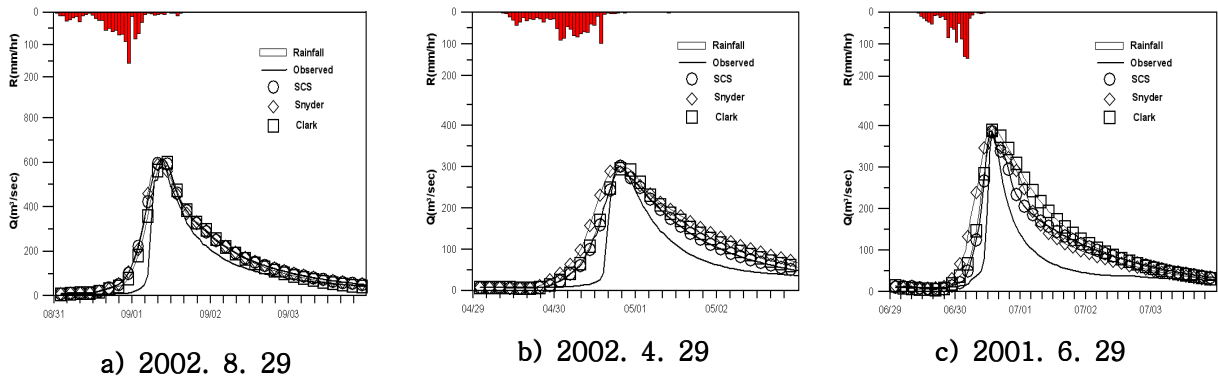 0
100
200
R(mm/hr)
Rainfall
Observed
SCS
Snyder
Clark
800
600
400
200
0
Q(m³/sec)
08/31
09/01
09/02
09/03
a) 2002. 8. 29
0
100
200
R(mm/hr)
Rainfall
Observed
SCS
Snyder
Clark
400
300
200
100
0
Q(m³/sec)
04/29
04/30
05/01
05/02
b) 2002. 4. 29
0
100
200
R(mm/hr)
Rainfall
Observed
SCS
Snyder
Clark
400
300
200
100
0
Q(m³/sec)
06/29
06/30
07/01
07/02
07/03
c) 2001. 6. 29